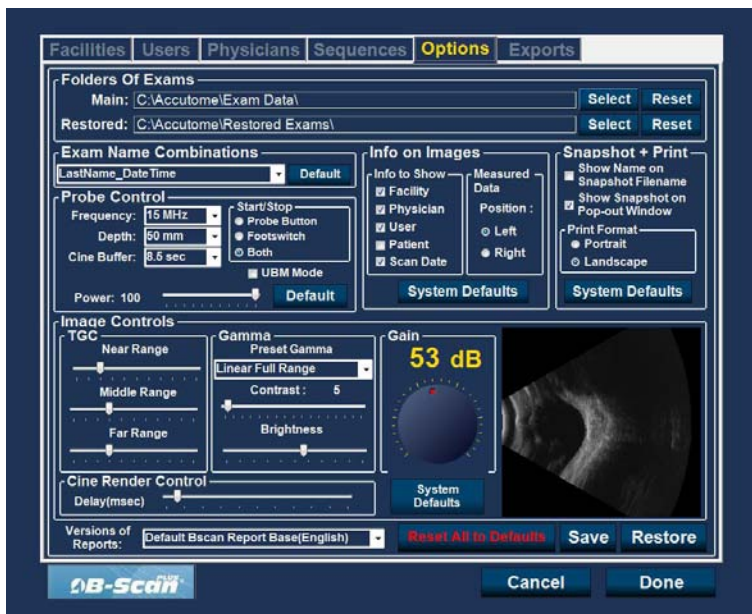 Facilities Users Physicians Sequences Options Exports
Folders Of Exams
Main: C:\Accutome\Exam Data\ Select Reset
Restored: C:\Accutome\Restored Exams\ Select Reset
Exam Name Combinations
LastName_DateTime Default
Probe Control
Frequency: 15 MHz
Depth: 50 mm
Cine Buffer: 8.5 sec
Start/Stop
Probe Button
Footswitch
Both
UBM Mode
Power: 100 Default
Info on Images
Info to Show
Facility
Physician
User
Patient
Scan Date
Measured
Data
Position :
Left
Right
System Defaults
Snapshot + Print
Show Name on
Snapshot Filename
Show Snapshot on
Pop-out Window
Print Format
Portrait
Landscape
System Defaults
Image Controls
TGC
Near Range
Middle Range
Far Range
Gamma
Preset Gamma
Linear Full Range
Contrast : 5
Brightness
Gain
53 dB
System
Defaults
Cine Render Control
Delay(msec)
Versions of
Reports:
Default Bscan Report Base(English)
Reset All to Defaults Save Restore
B-Scan PLUS
Cancel Done